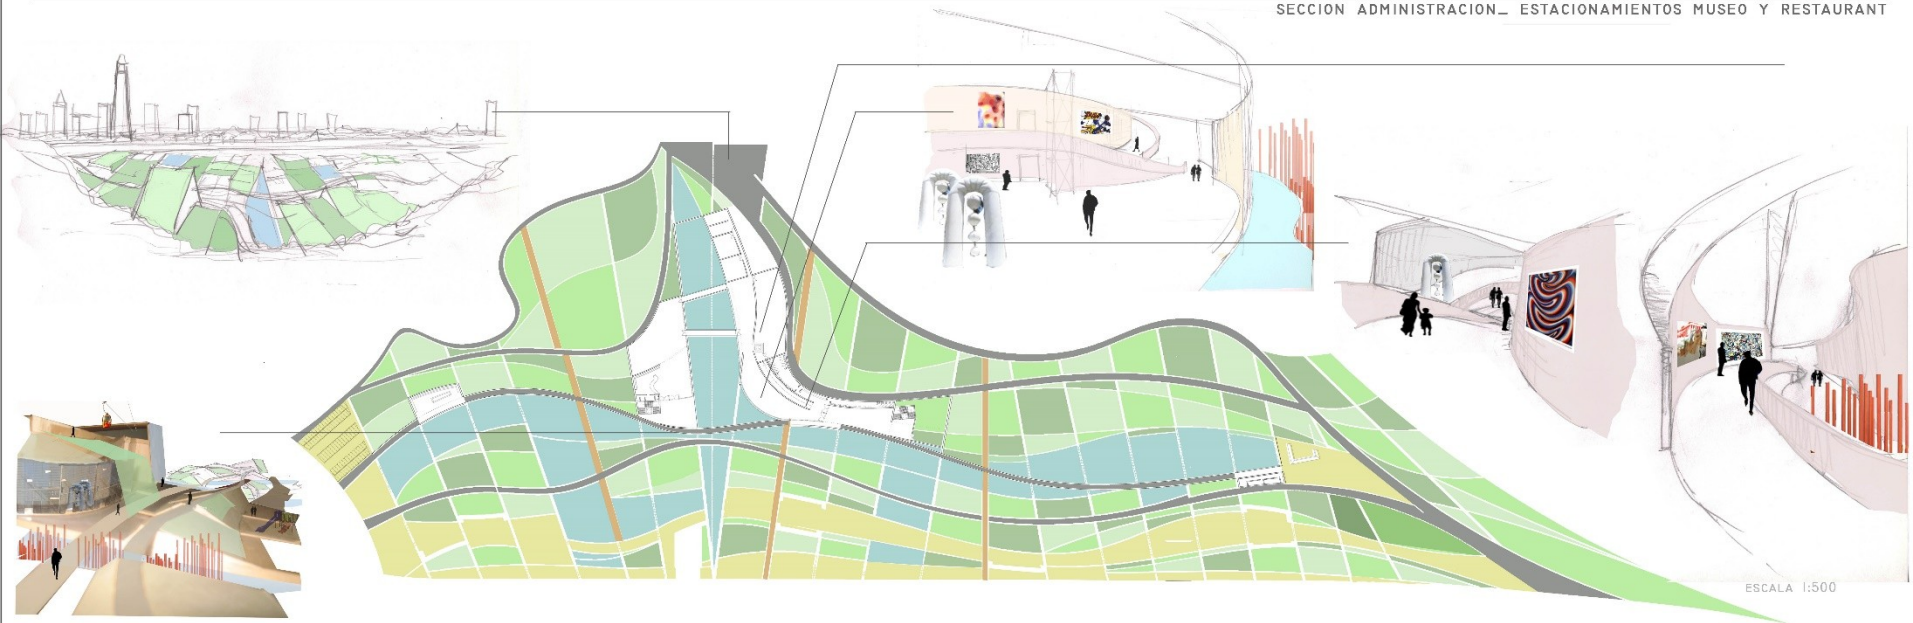 SECCION ADMINISTRACION_ ESTACIONAMIENTOS MUSEO Y RESTAURANT
ESCALA 1:500